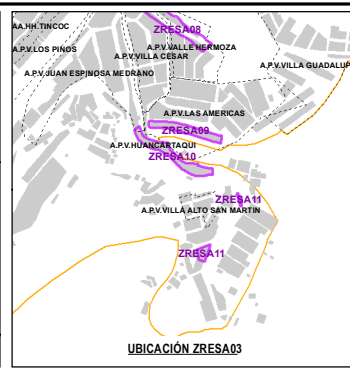 ZRESA08
AA.HH.TINCOC
A.P.V.LOS PINOS
A.P.V.VALLE HERMOZA
A.P.V.VILLA CESAR
A.P.V.VILLA GUADALUP
A.P.V.JUAN ESPINOSA MEDRANO
A.P.V.LAS AMERICAS
ZRESA09
A.P.V.HUANCARTAQUI
ZRESA10
ZRESA11
A.P.V.VILLA ALTO SAN MARTIN
ZRESA11
UBICACIÓN ZRESA03